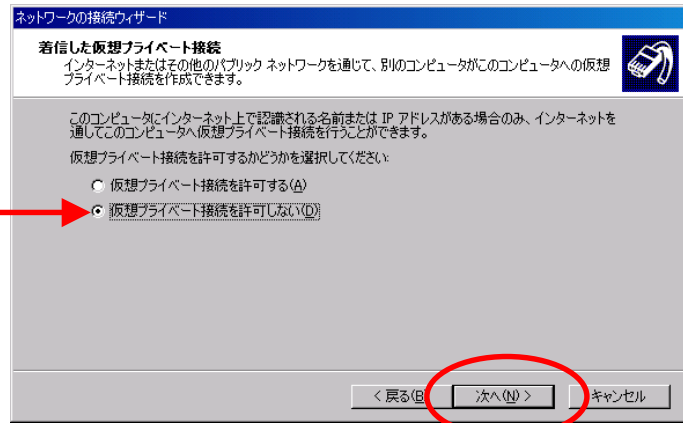 ネットワークの接続ウィザード
着信した仮想プライベート接続
インターネットまたはその他のパブリック ネットワークを通じて、別のコンピュータがこのコンピュータへの仮想
プライベート接続を作成できます。
このコンピュータにインターネット上で認識される名前または IP アドレスがある場合のみ、インターネットを
通してこのコンピュータへ仮想プライベート接続を行うことができます。
仮想プライベート接続を許可するかどうかを選択してください:
仮想プライベート接続を許可する(A)
仮想プライベート接続を許可しない(D)
< 戻る(B 次へ(N) > キャンセル